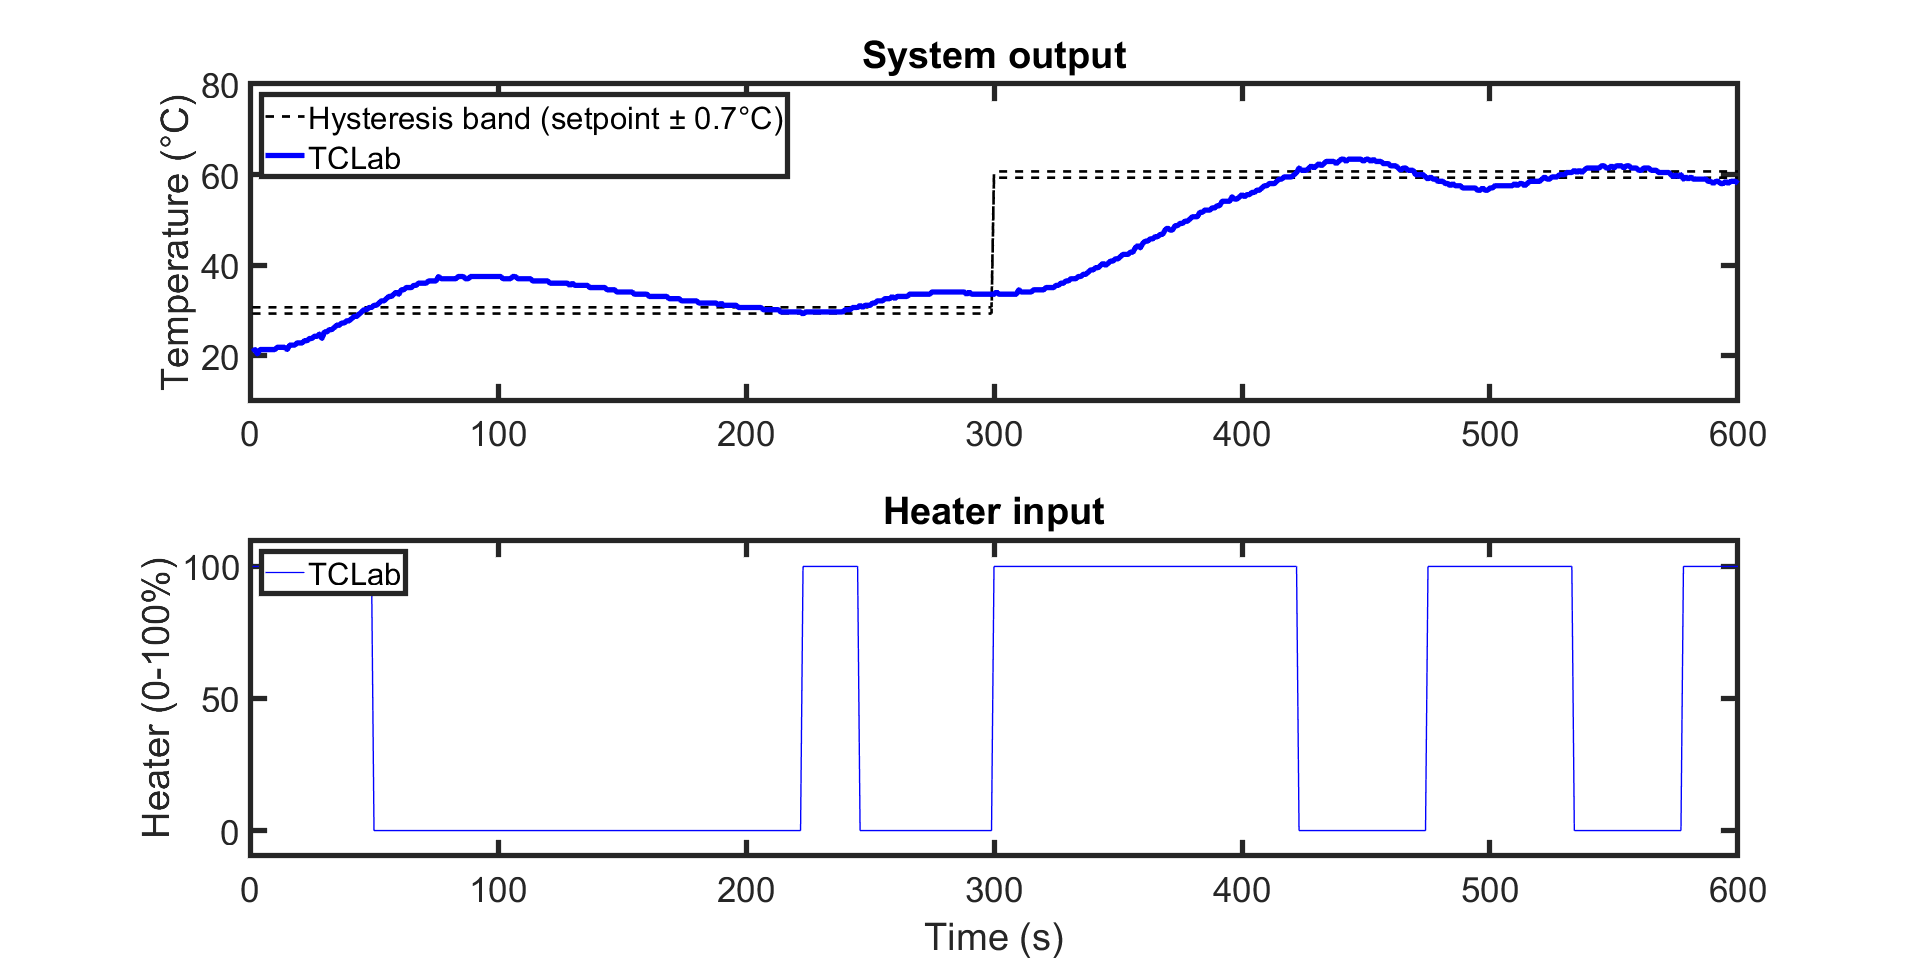 System output
Temperature (°C)
80
60
40
20
Hysteresis band (setpoint ± 0.7°C)
TCLab
0 100 200 300 400 500 600
Heater input
Heater (0-100%)
100
50
0
TCLab
0 100 200 300 400 500 600
Time (s)